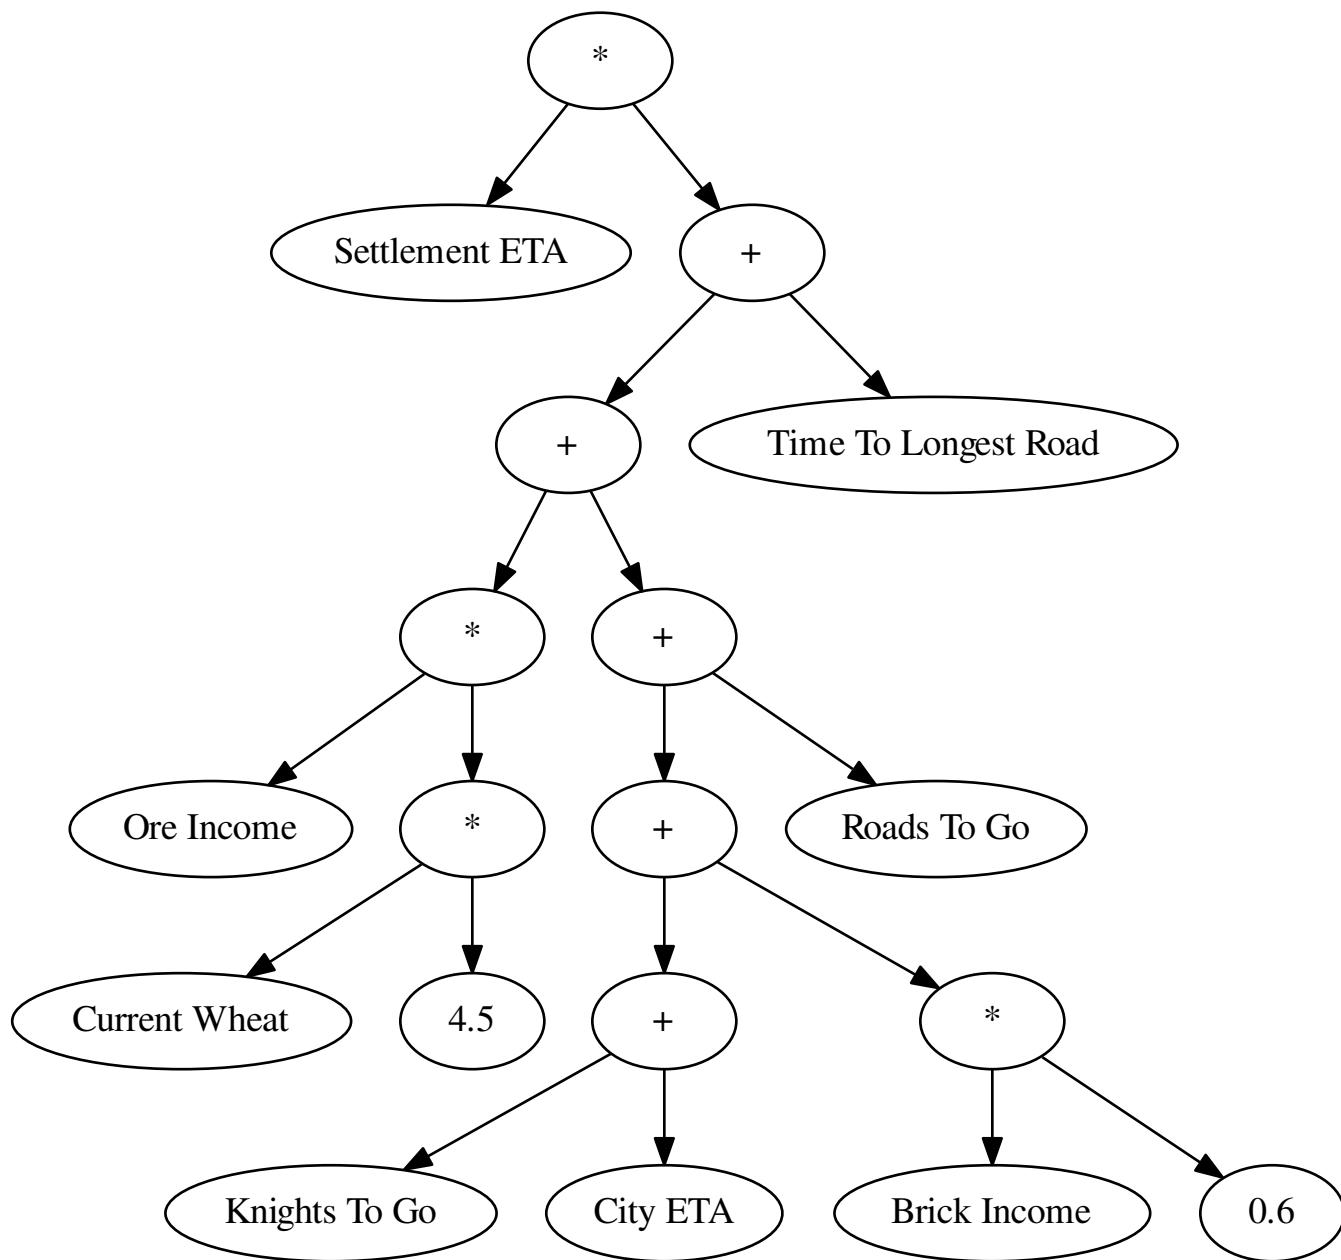 *
Settlement ETA
+
+
Time To Longest Road
*
+
Ore Income
*
+
Roads To Go
Current Wheat
4.5
+
*
Knights To Go
City ETA
Brick Income
0.6